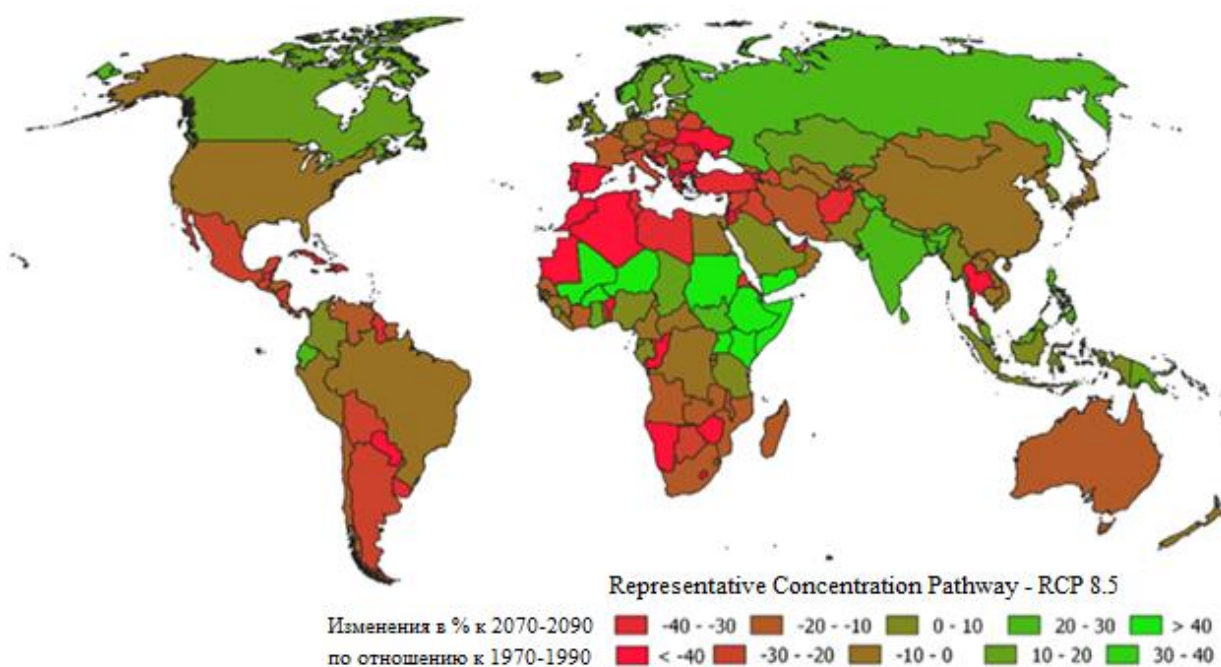 Representative Concentration Pathway - RCP 8.5
Изменения в % к 2070-2090 -40 - -30 -20 - -10 0 - 10 20 - 30 > 40
по отношению к 1970-1990 < -40 -30 - -20 -10 - 0 10 - 20 30 - 40